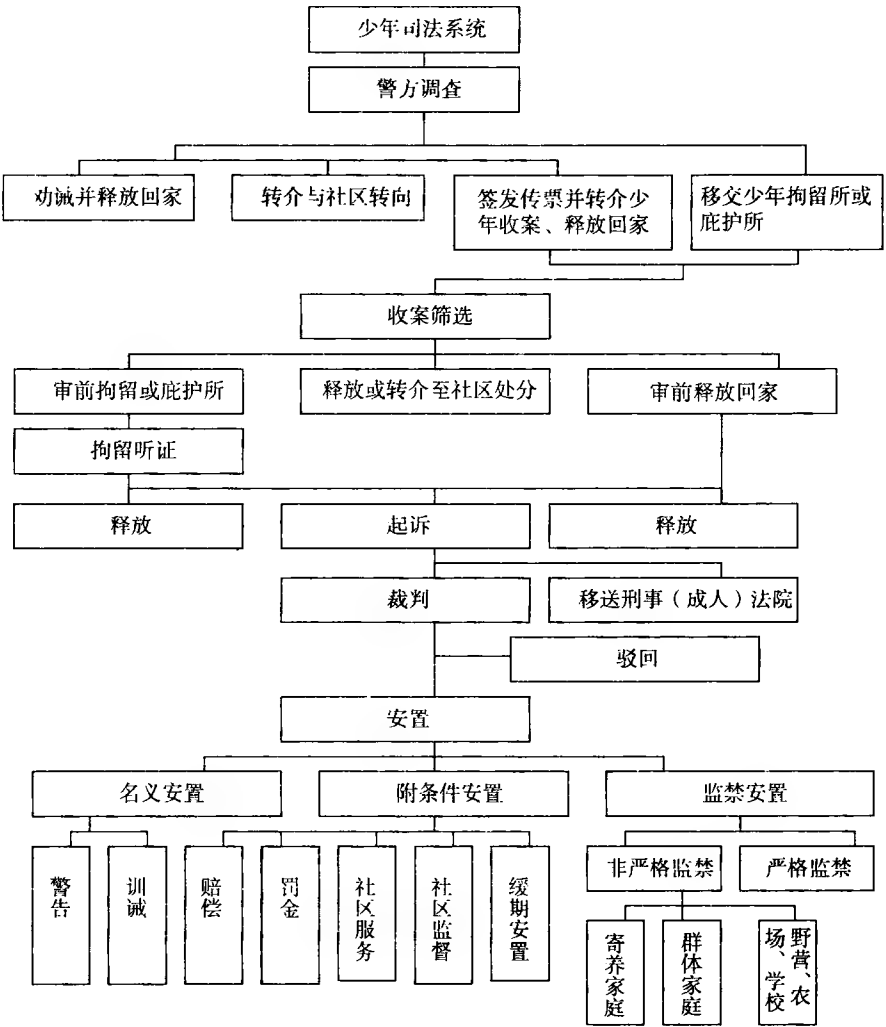 少年司法系统
警方调查
劝诫并释放回家
转介与社区转向
签发传票并转介少
年收案、释放回家
移交少年拘留所或
庇护所
收案筛选
审前拘留或庇护所
释放或转介至社区处分
审前释放回家
拘留听证
释放
起诉
释放
裁判
移送刑事（成人）法院
驳回
安置
名义安置
附条件安置
监禁安置
警告
训诫
赔偿
罚金
社区服务
社区监督
缓期安置
非严格监禁
严格监禁
寄养家庭
群体家庭
野营、农
场、学校